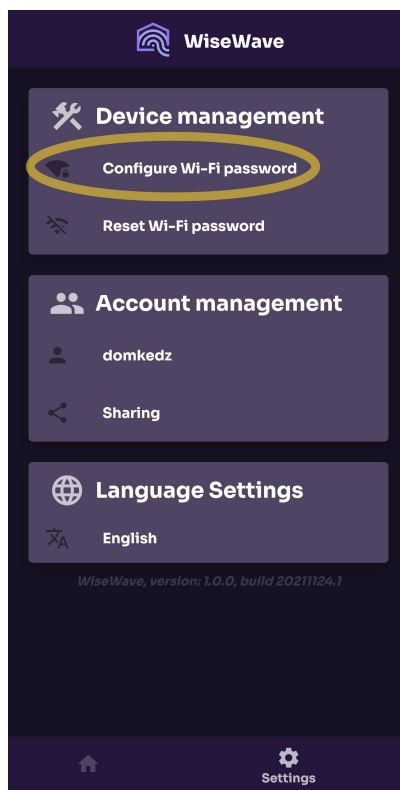 WiseWave
Device management
Configure Wi-Fi password
Reset Wi-Fi password
Account management
domkedz
Sharing
Language Settings
English
WiseWave, version: 1.0.0, build 20211124.1
Settings